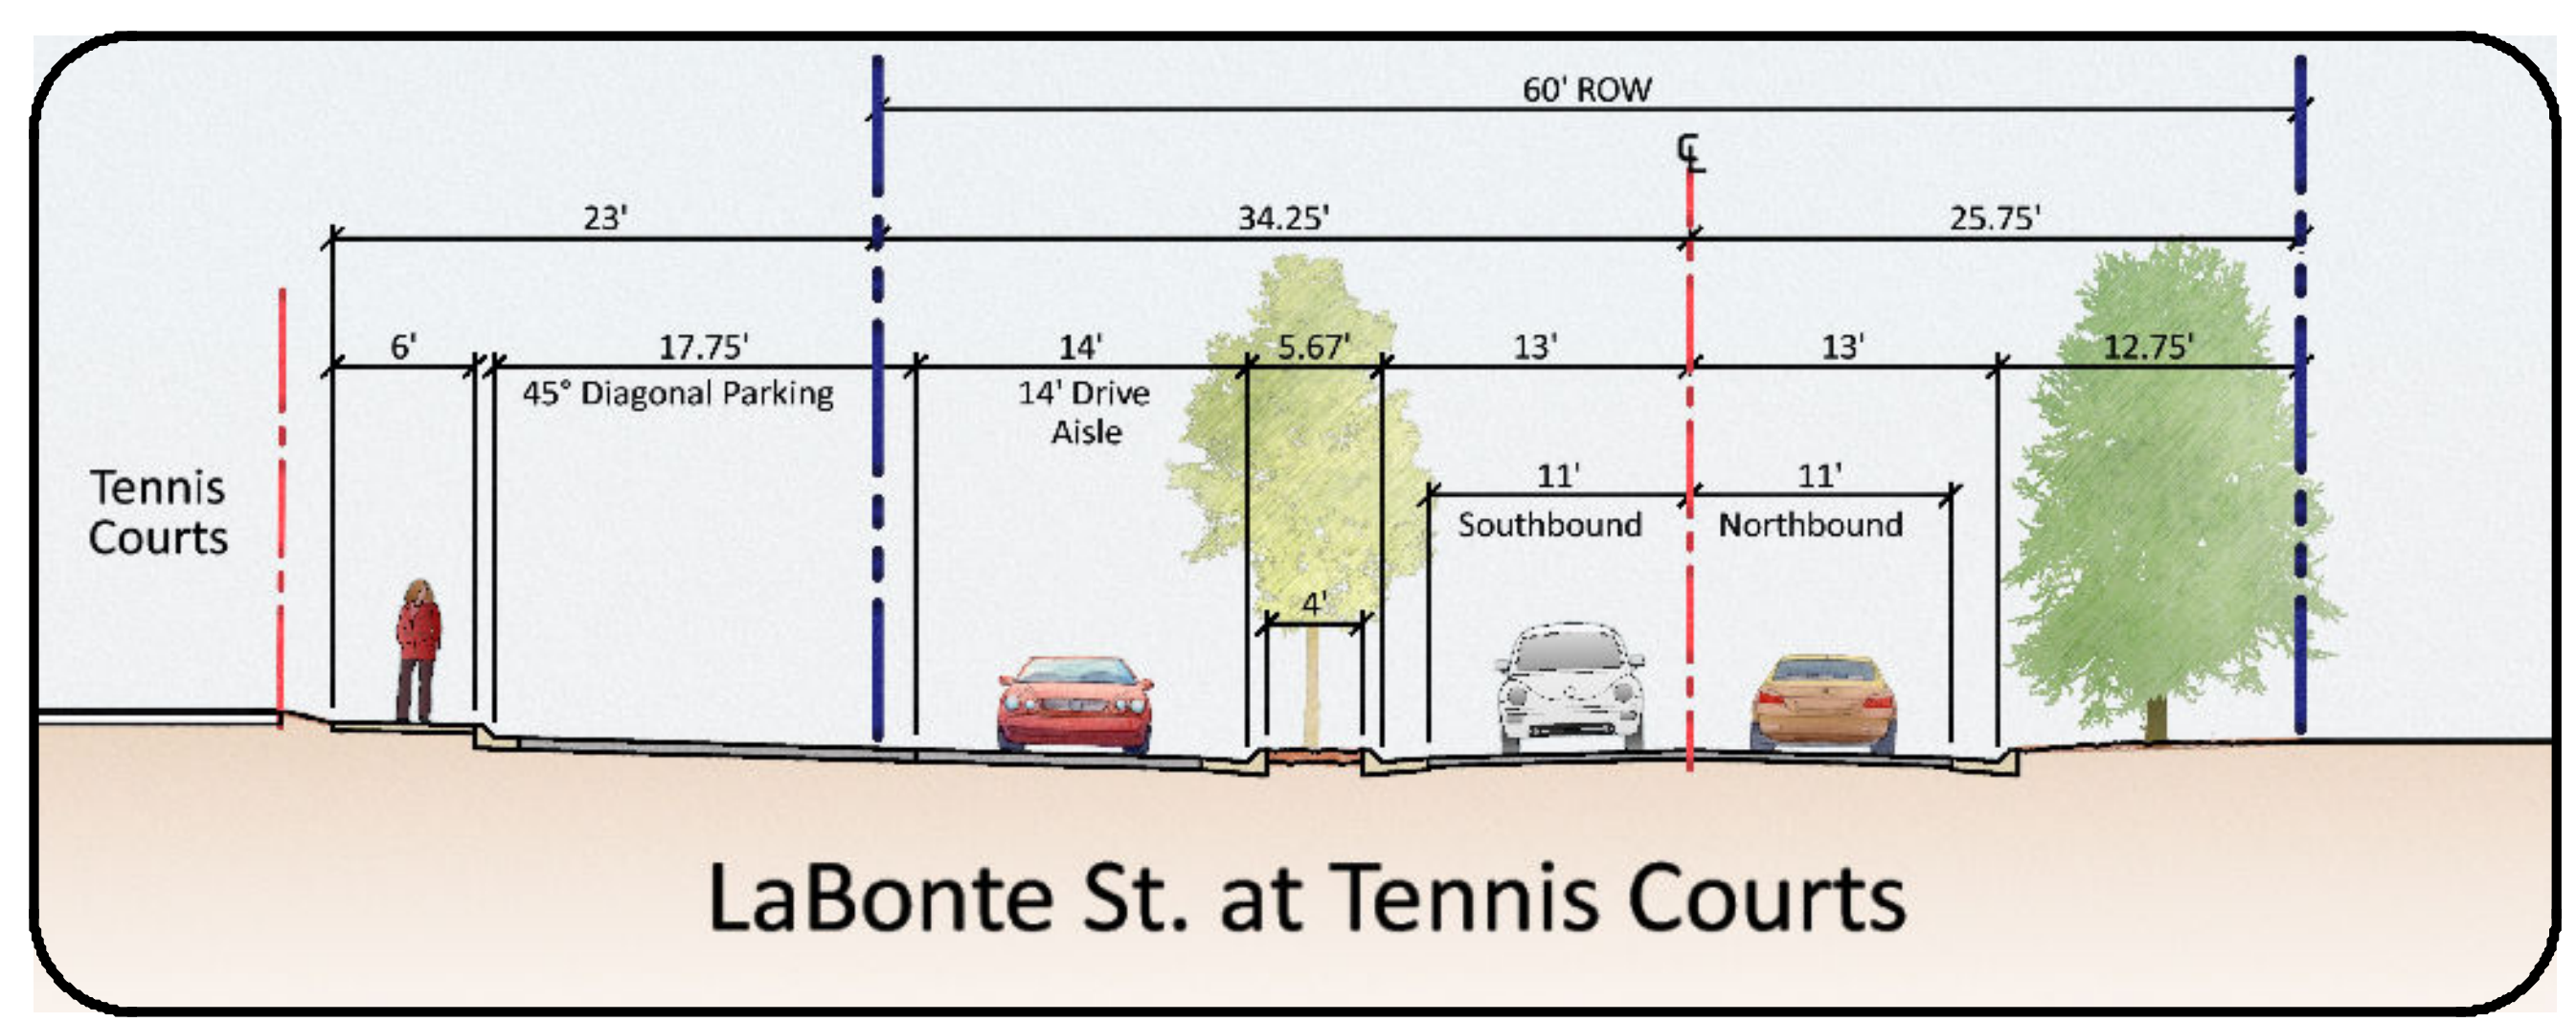 60' ROW
℄
23'
34.25'
25.75'
6'
17.75'
14'
5.67'
13'
13'
12.75'
45° Diagonal Parking
14' Drive
Aisle
11'
11'
Southbound
Northbound
Tennis
Courts
4'
LaBonte St. at Tennis Courts